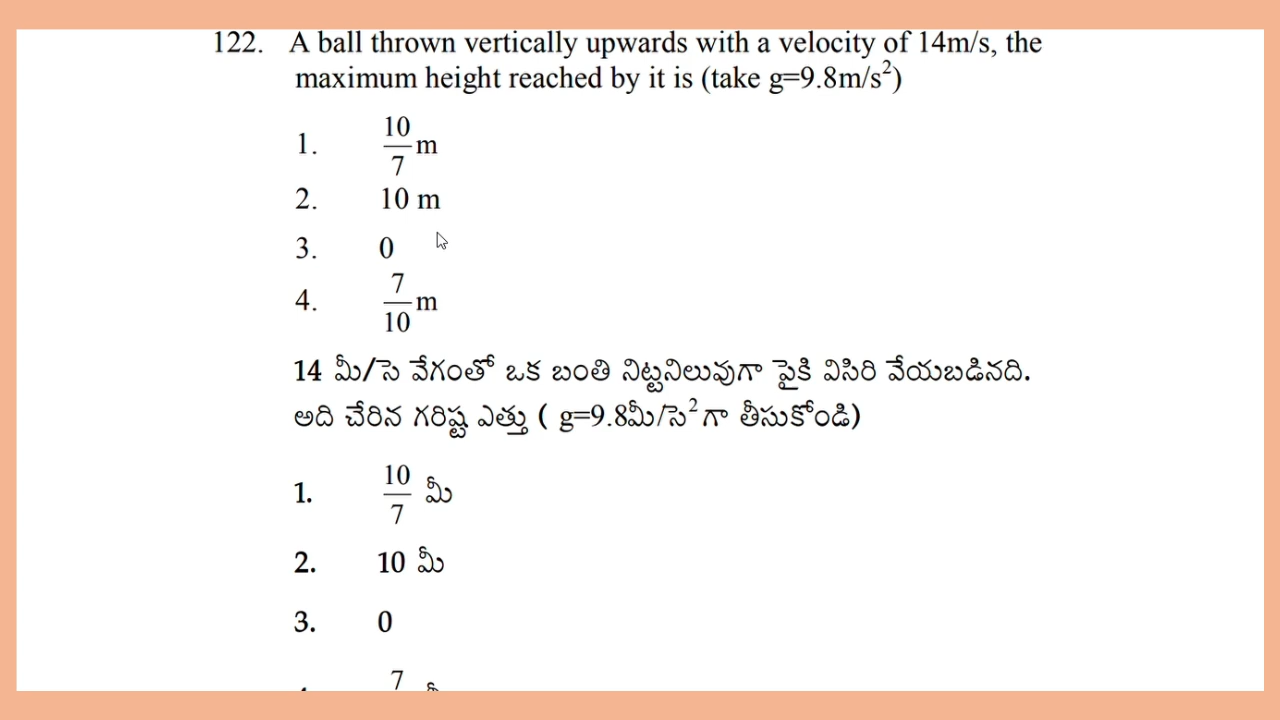 122. A ball thrown vertically upwards with a velocity of 14m/s, the
maximum height reached by it is (take g=9.8m/s²)
1. 10/7 m
2. 10 m
3. 0
4. 7/10 m
14 మీ/సె వేగంతో ఒక బంతి నిట్టనిలువుగా పైకి విసిరి వేయబడినది.
అది చేరిన గరిష్ట ఎత్తు ( g=9.8మీ/సె² గా తీసుకోండి)
1. 10/7 మీ
2. 10 మీ
3. 0
7